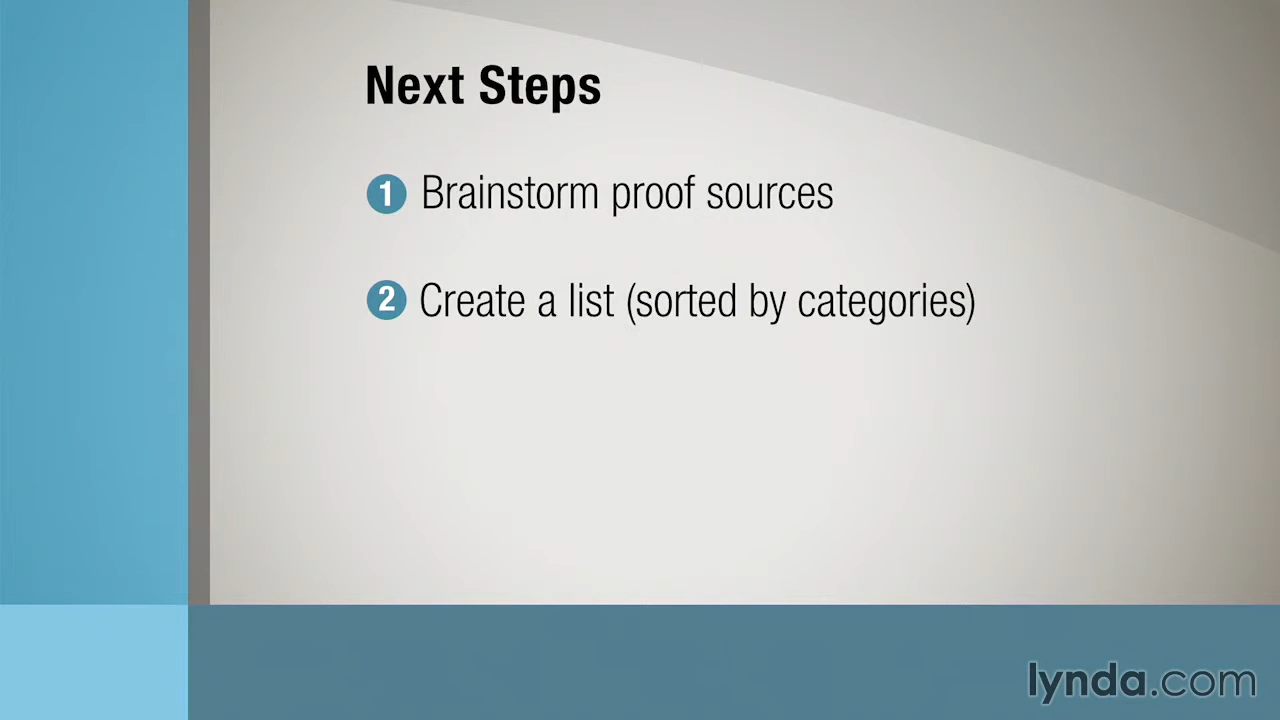 Next Steps
1 Brainstorm proof sources
2 Create a list (sorted by categories)
lynda.com